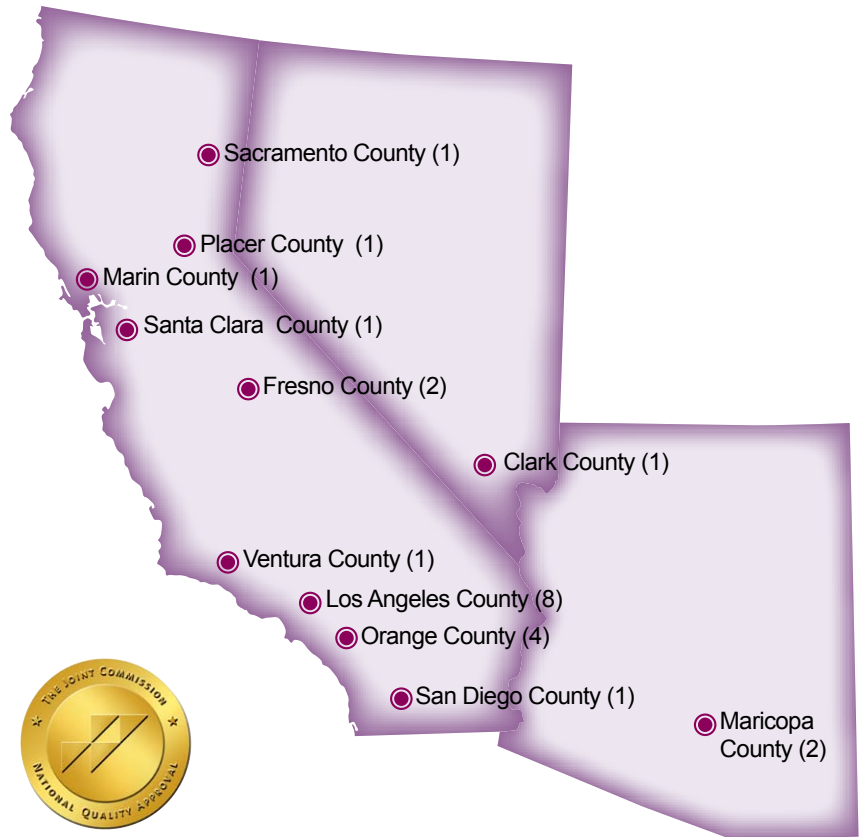 Sacramento County (1)
Placer County (1)
Marin County (1)
Santa Clara County (1)
Fresno County (2)
Clark County (1)
Ventura County (1)
Los Angeles County (8)
Orange County (4)
San Diego County (1)
Maricopa
County (2)
THE JOINT COMMISSION
NATIONAL QUALITY APPROVAL